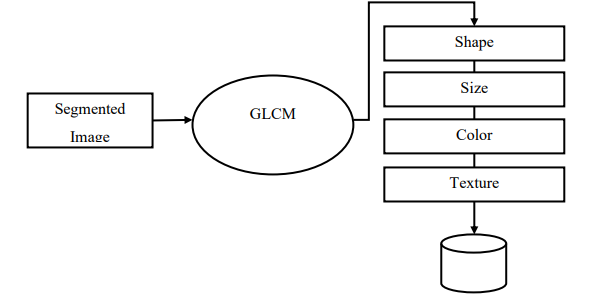 Segmented
Image
GLCM
Shape
Size
Color
Texture